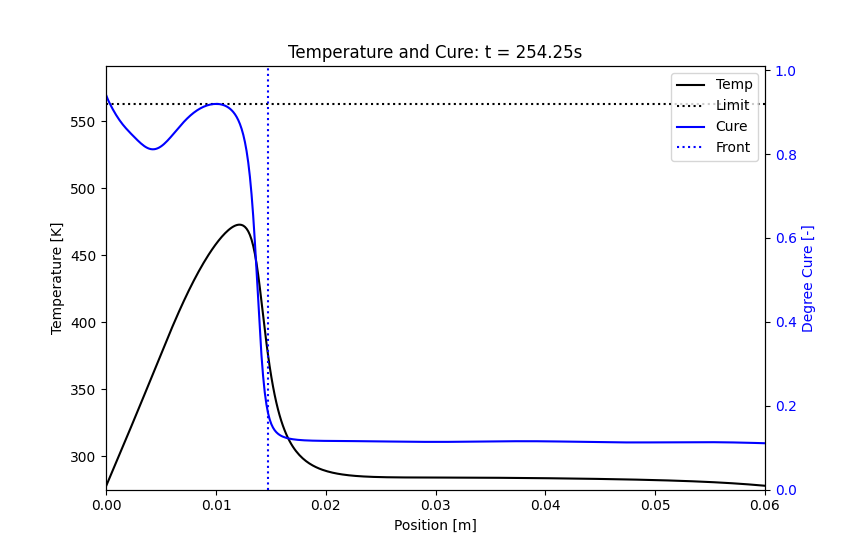 Temperature and Cure: t = 254.25s
Temperature [K]
550
500
450
400
350
300
Temp
Limit
Cure
Front
1.0
0.8
0.6
0.4
0.2
0.0
Degree Cure [-]
0.00 0.01 0.02 0.03 0.04 0.05 0.06
Position [m]